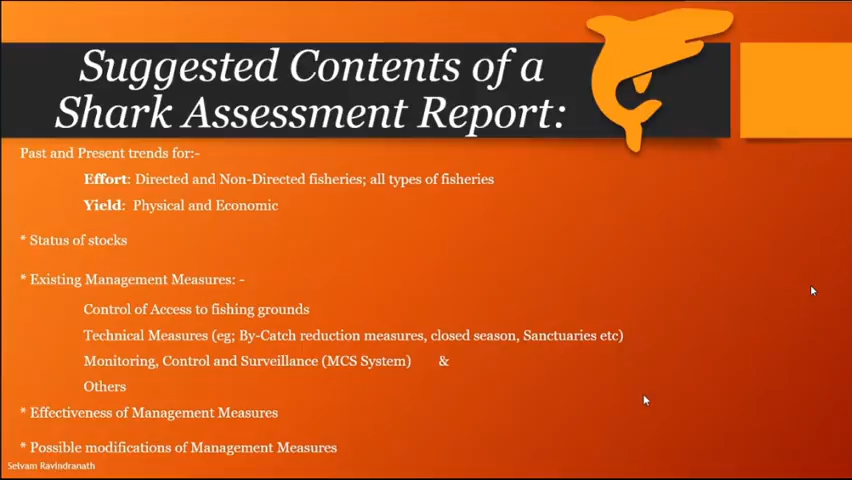 Suggested Contents of a
Shark Assessment Report:
Past and Present trends for:-
Effort: Directed and Non-Directed fisheries; all types of fisheries
Yield: Physical and Economic
* Status of stocks
* Existing Management Measures: -
Control of Access to fishing grounds
Technical Measures (eg; By-Catch reduction measures, closed season, Sanctuaries etc)
Monitoring, Control and Surveillance (MCS System) &
Others
* Effectiveness of Management Measures
* Possible modifications of Management Measures
Selvam Ravindranath